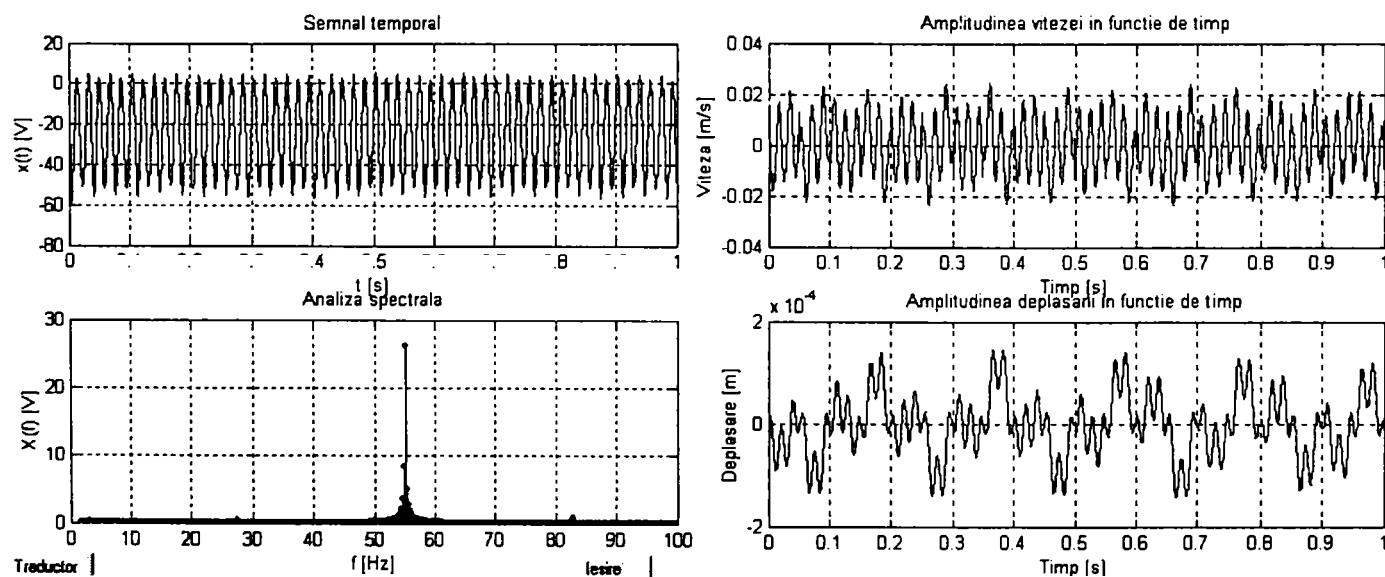 Semnal temporal
x(t) [V]
20
0
-20
-40
-60
-80
0 .4 .5 .6 .8 1
t [s]
Analiza spectrala
X(f) [V]
30
20
10
0
0 10 20 30 40 50 60 70 80 90 100
f [Hz]
Traductor
Iesire
Amplitudinea vitezei in functie de timp
Viteza [m/s]
0.04
0.02
0
-0.02
-0.04
0 0.1 0.2 0.3 0.4 0.5 0.6 0.7 0.8 0.9 1
Timp [s]
Amplitudinea deplasarii in functie de timp
x 10⁻⁴
Deplasare [m]
2
0
-2
0 0.1 0.2 0.3 0.4 0.5 0.6 0.7 0.8 0.9 1
Timp [s]